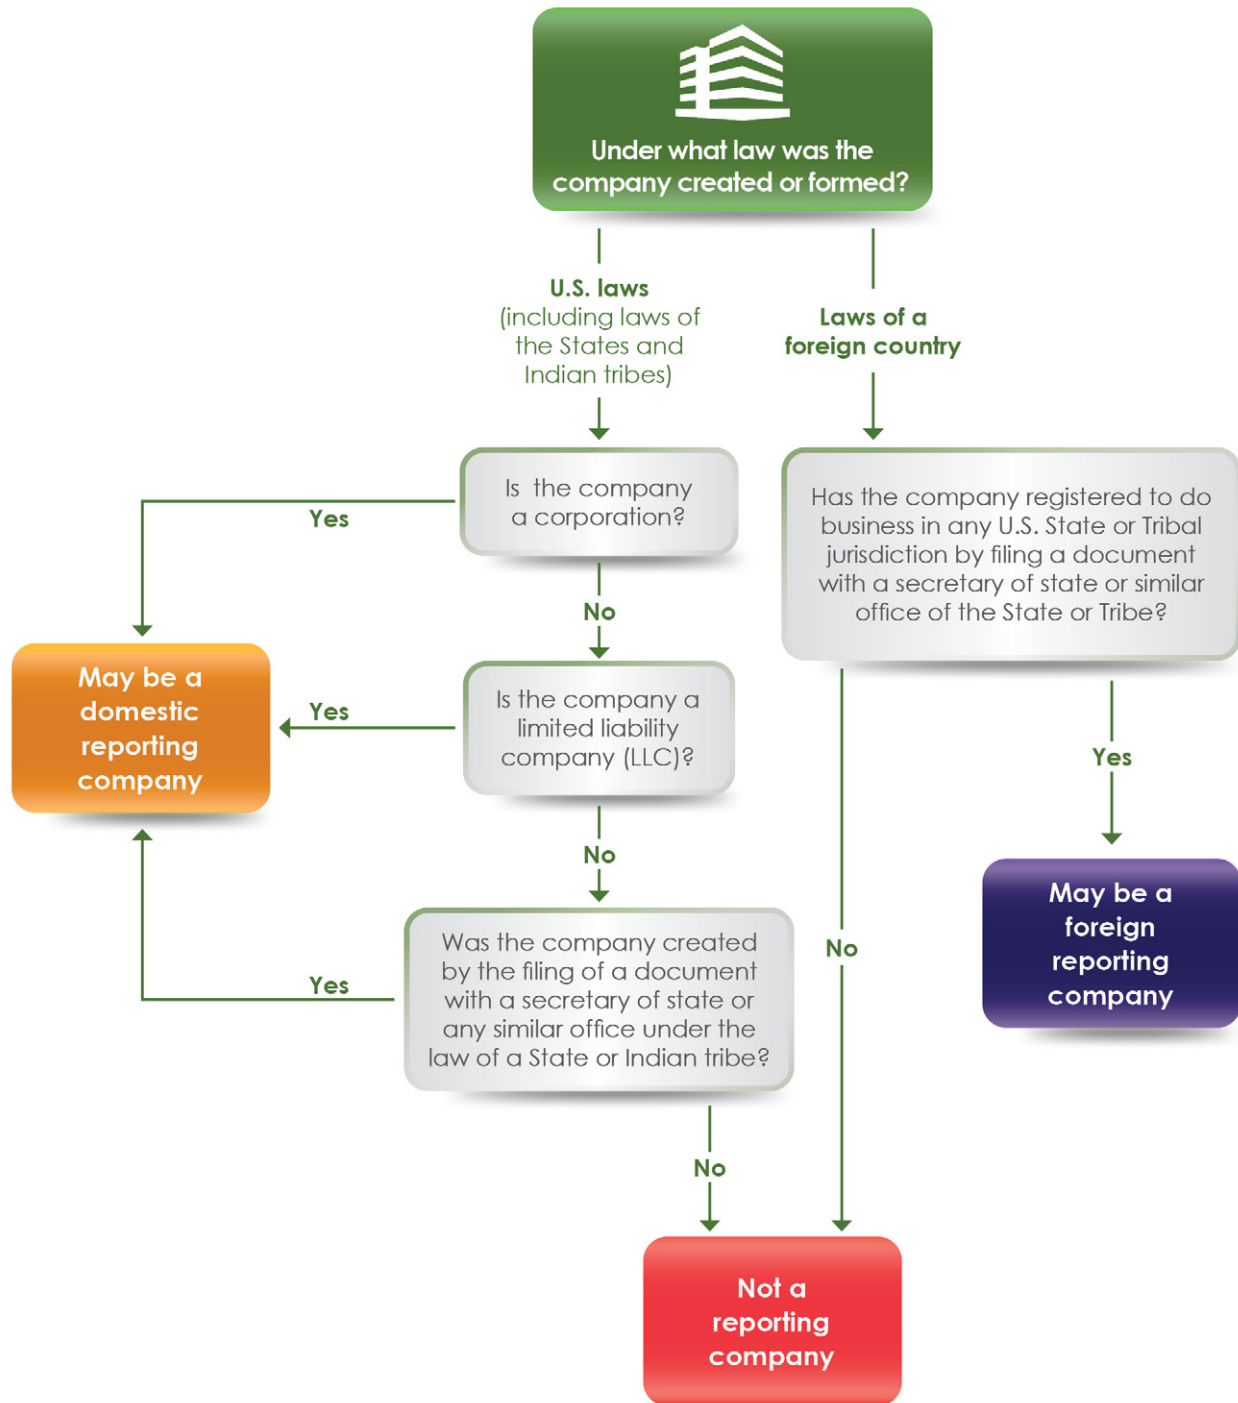 Under what law was the
company created or formed?
U.S. laws
(including laws of
the States and
Indian tribes)
Laws of a
foreign country
Is the company
a corporation?
Yes
No
Has the company registered to do
business in any U.S. State or Tribal
jurisdiction by filing a document
with a secretary of state or similar
office of the State or Tribe?
May be a
domestic
reporting
company
Yes
Is the company a
limited liability
company (LLC)?
No
Yes
May be a
foreign
reporting
company
Was the company created
by the filing of a document
with a secretary of state or
any similar office under the
law of a State or Indian tribe?
Yes
No
No
Not a
reporting
company